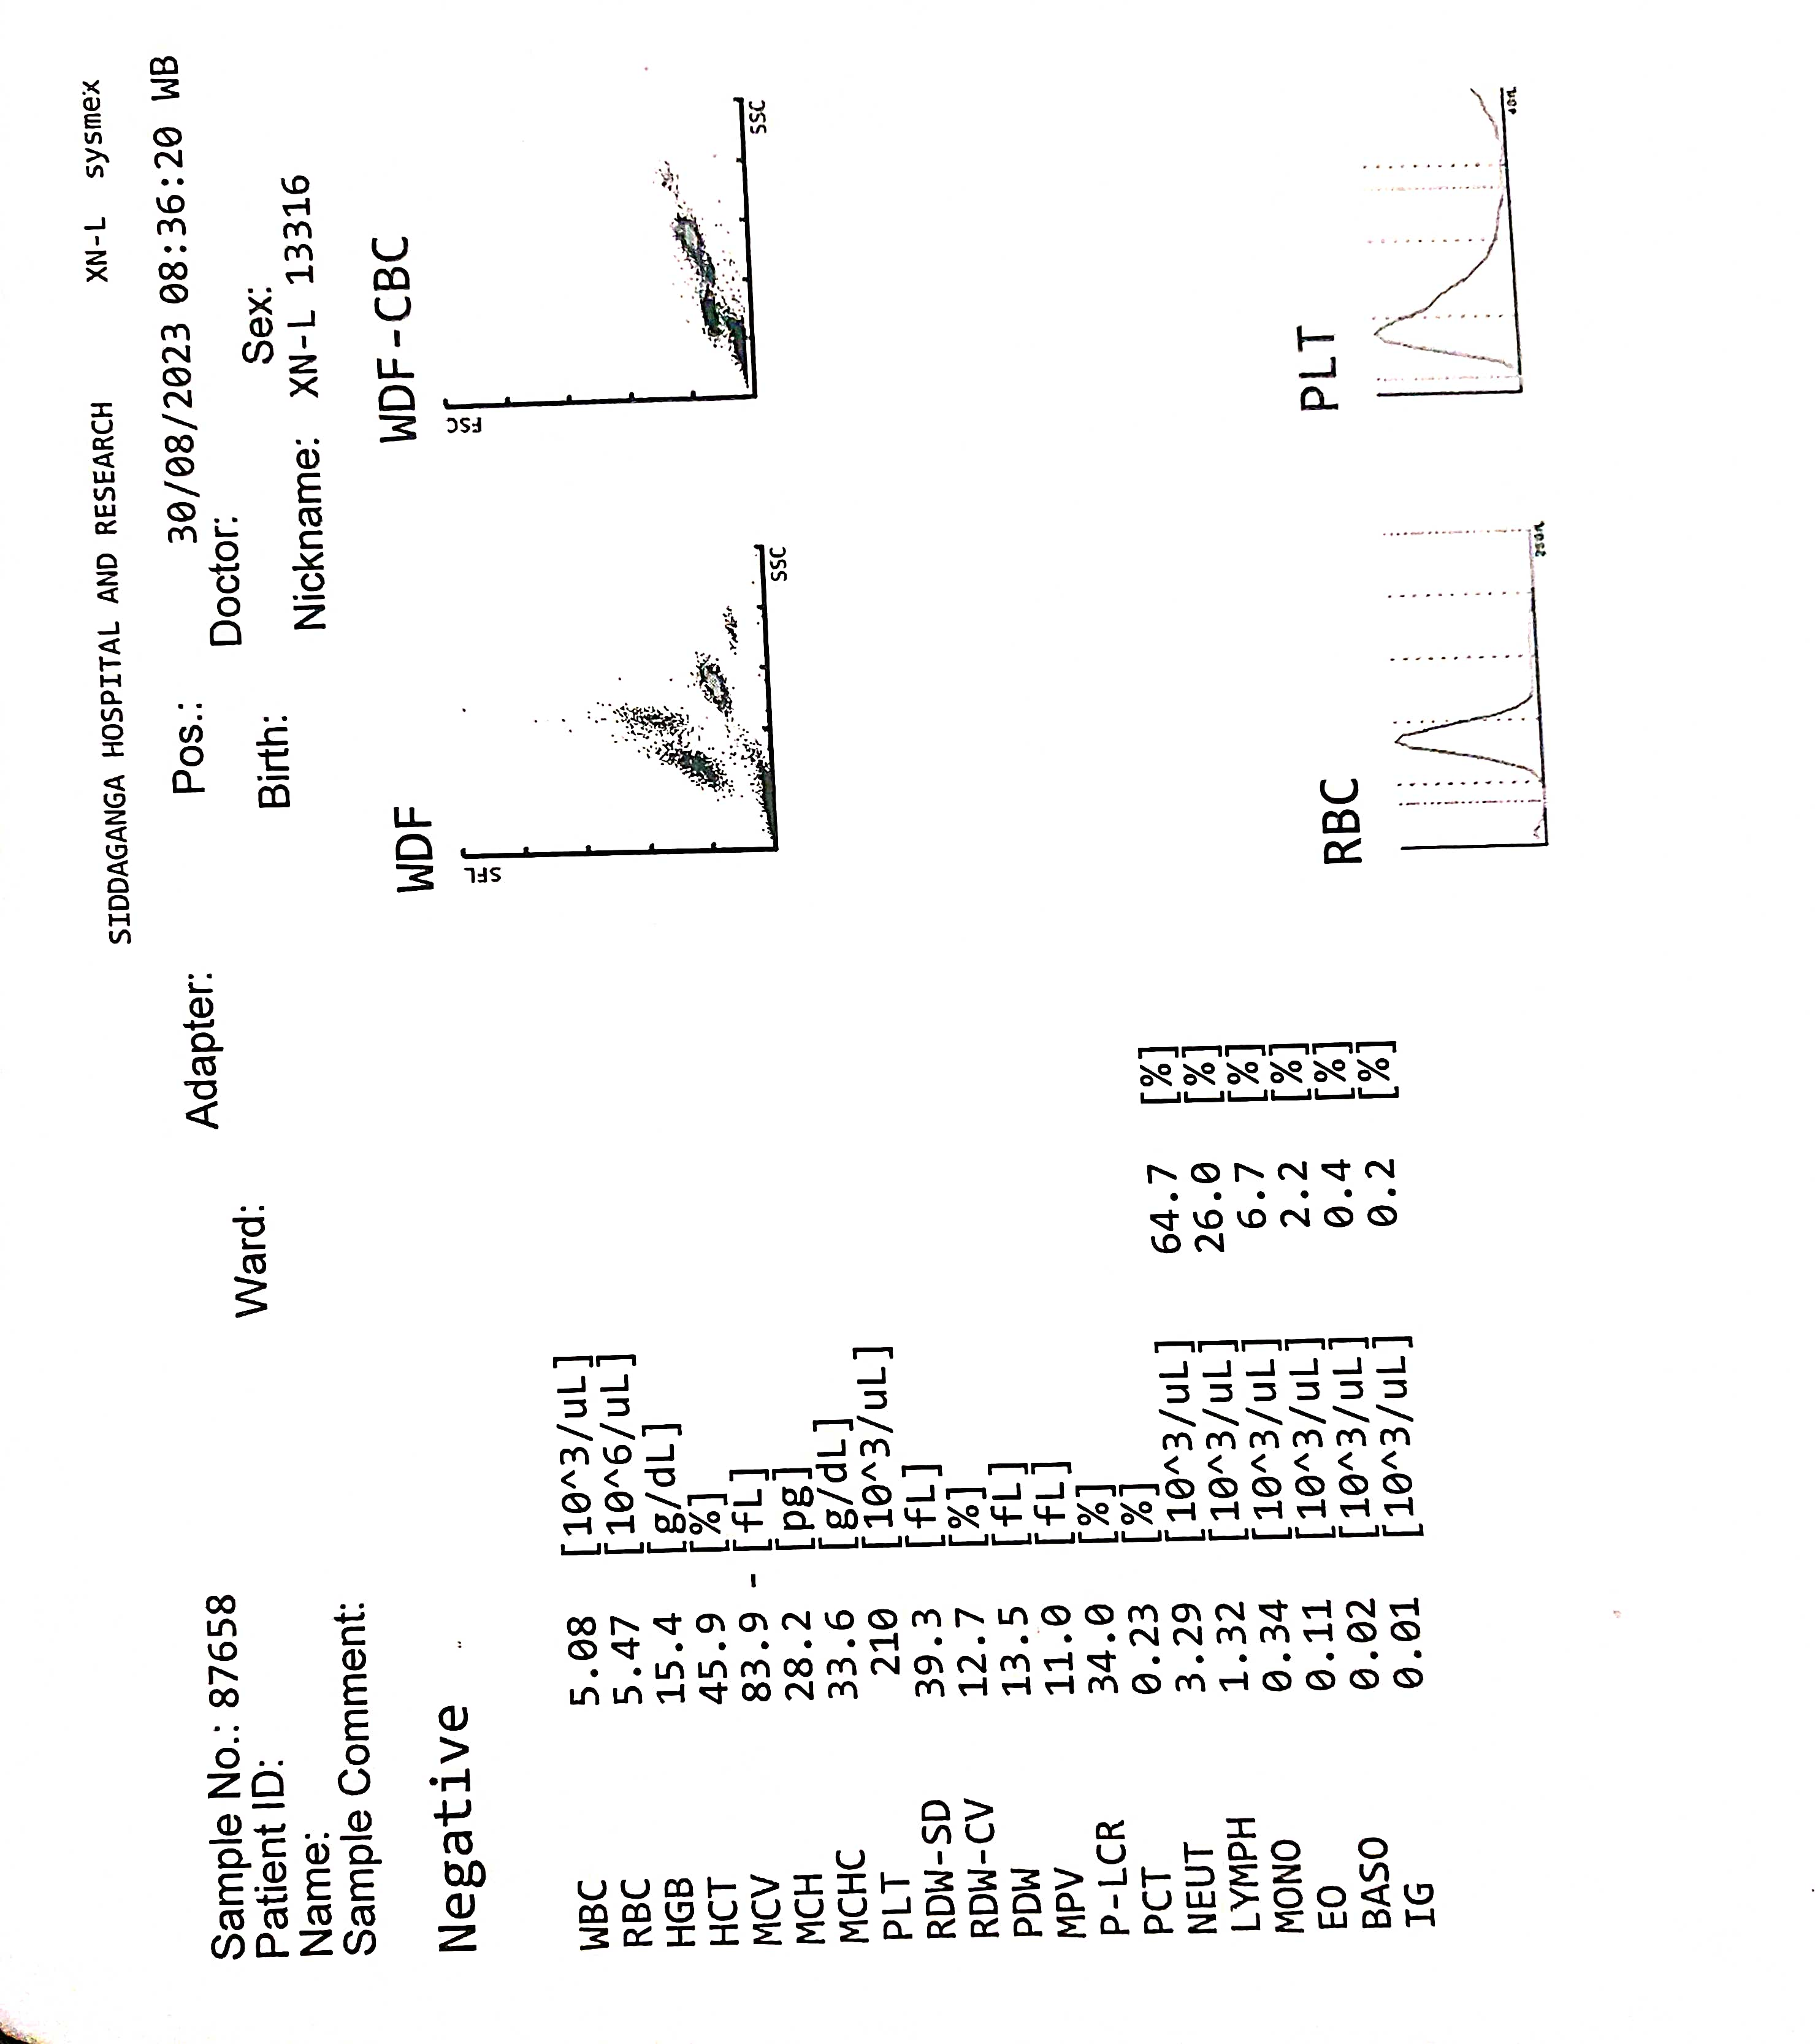 SIDDAGANGA HOSPITAL AND RESEARCH XN-L sysmex
Sample No.: 87658 Adapter: Pos.: 30/08/2023 08:36:20 WB
Patient ID: Ward: Doctor:
Name: Birth: Sex:
Sample Comment: Nickname: XN-L 13316
Negative
WBC 5.08 [10^3/uL]
RBC 5.47 [10^6/uL]
HGB 15.4 [g/dL]
HCT 45.9 [%]
MCV 83.9 - [fL]
MCH 28.2 [pg]
MCHC 33.6 [g/dL]
PLT 210 [10^3/uL]
RDW-SD 39.3 [fL]
RDW-CV 12.7 [%]
PDW 13.5 [fL]
MPV 11.0 [fL]
P-LCR 34.0 [%]
PCT 0.23 [%]
NEUT 3.29 [10^3/uL] 64.7 [%]
LYMPH 1.32 [10^3/uL] 26.0 [%]
MONO 0.34 [10^3/uL] 6.7 [%]
EO 0.11 [10^3/uL] 2.2 [%]
BASO 0.02 [10^3/uL] 0.4 [%]
IG 0.01 [10^3/uL] 0.2 [%]
WDF
SFL
SSC
WDF-CBC
FSC
SSC
RBC
250fL
PLT
40fL